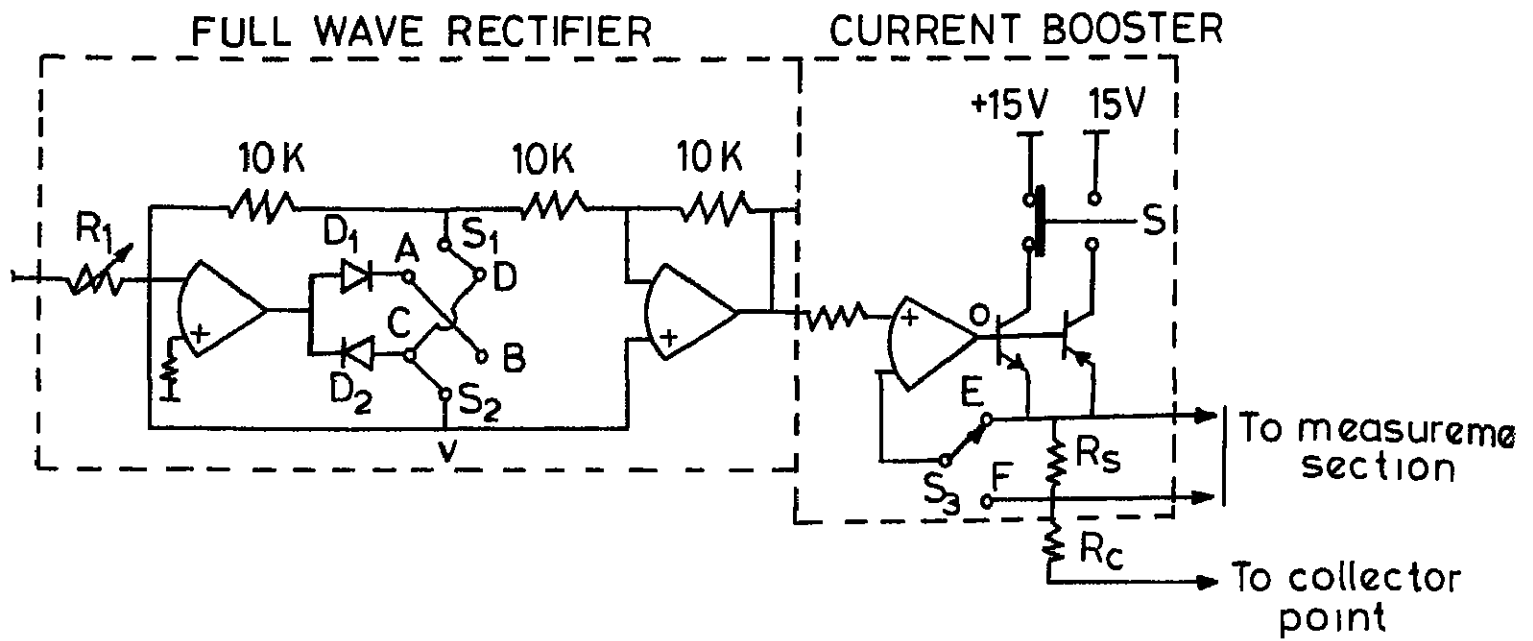 FULL WAVE RECTIFIER
CURRENT BOOSTER
+15V 15V
10K 10K 10K
R1
D1
A
S1
D
S
C
O
B
D2
S2
+
+
+
V
E
S3
F
RS
RC
To measureme
section
To collector
point